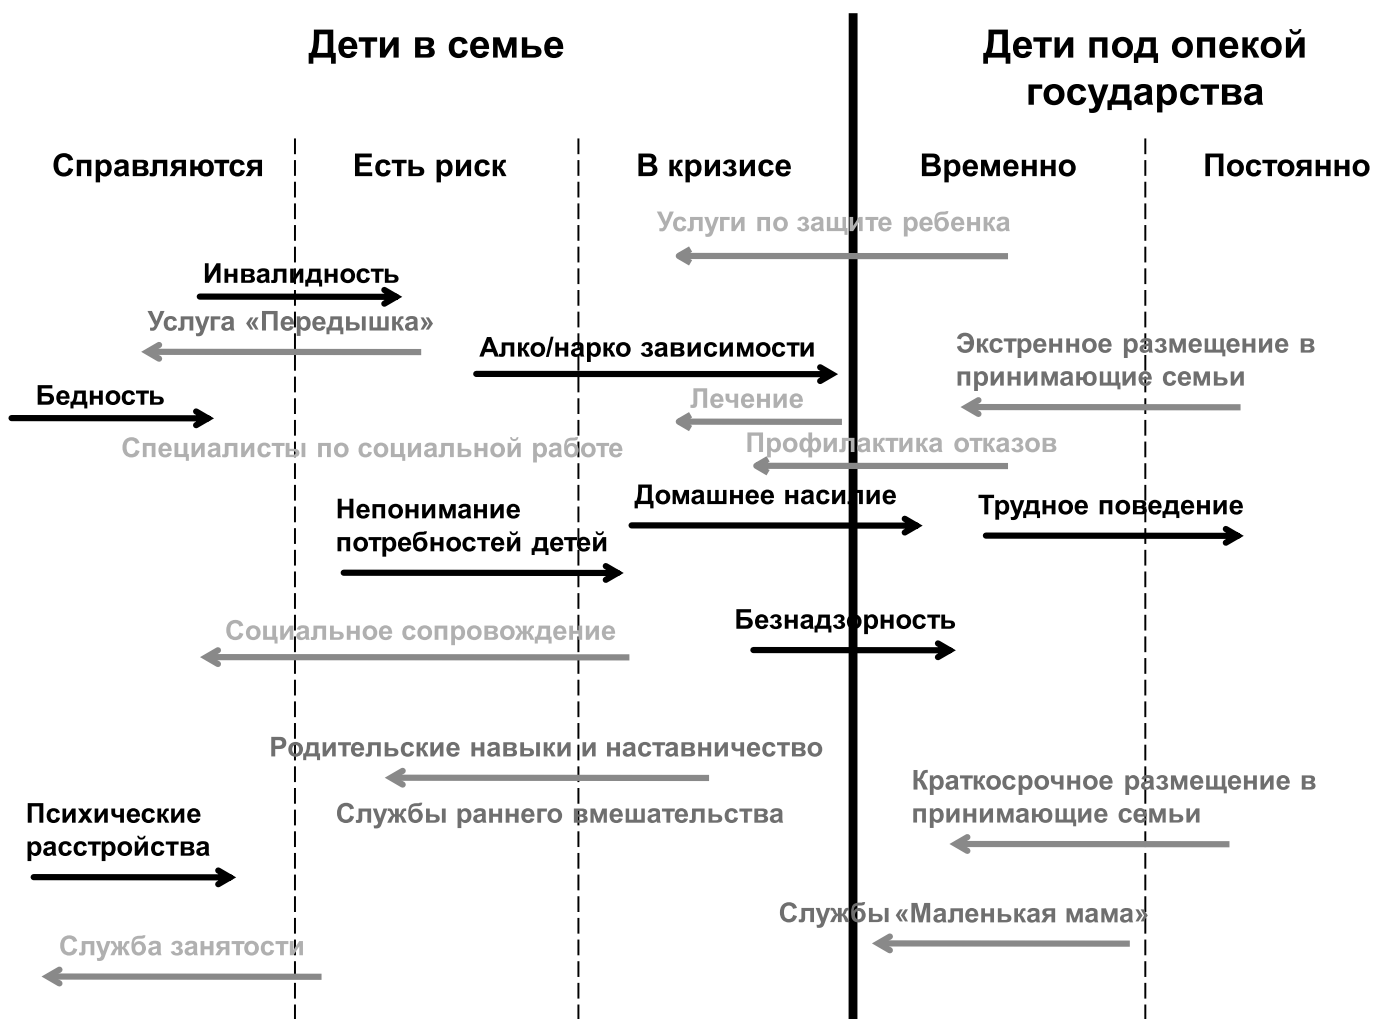 Дети в семье
Дети под опекой
государства
Справляются
Есть риск
В кризисе
Временно
Постоянно
Услуги по защите ребенка
Инвалидность
Услуга «Передышка»
Алко/нарко зависимости
Экстренное размещение в
принимающие семьи
Бедность
Лечение
Специалисты по социальной работе
Профилактика отказов
Домашнее насилие
Трудное поведение
Непонимание
потребностей детей
Безнадзорность
Социальное сопровождение
Родительские навыки и наставничество
Краткосрочное размещение в
принимающие семьи
Психические
расстройства
Службы раннего вмешательства
Службы «Маленькая мама»
Служба занятости